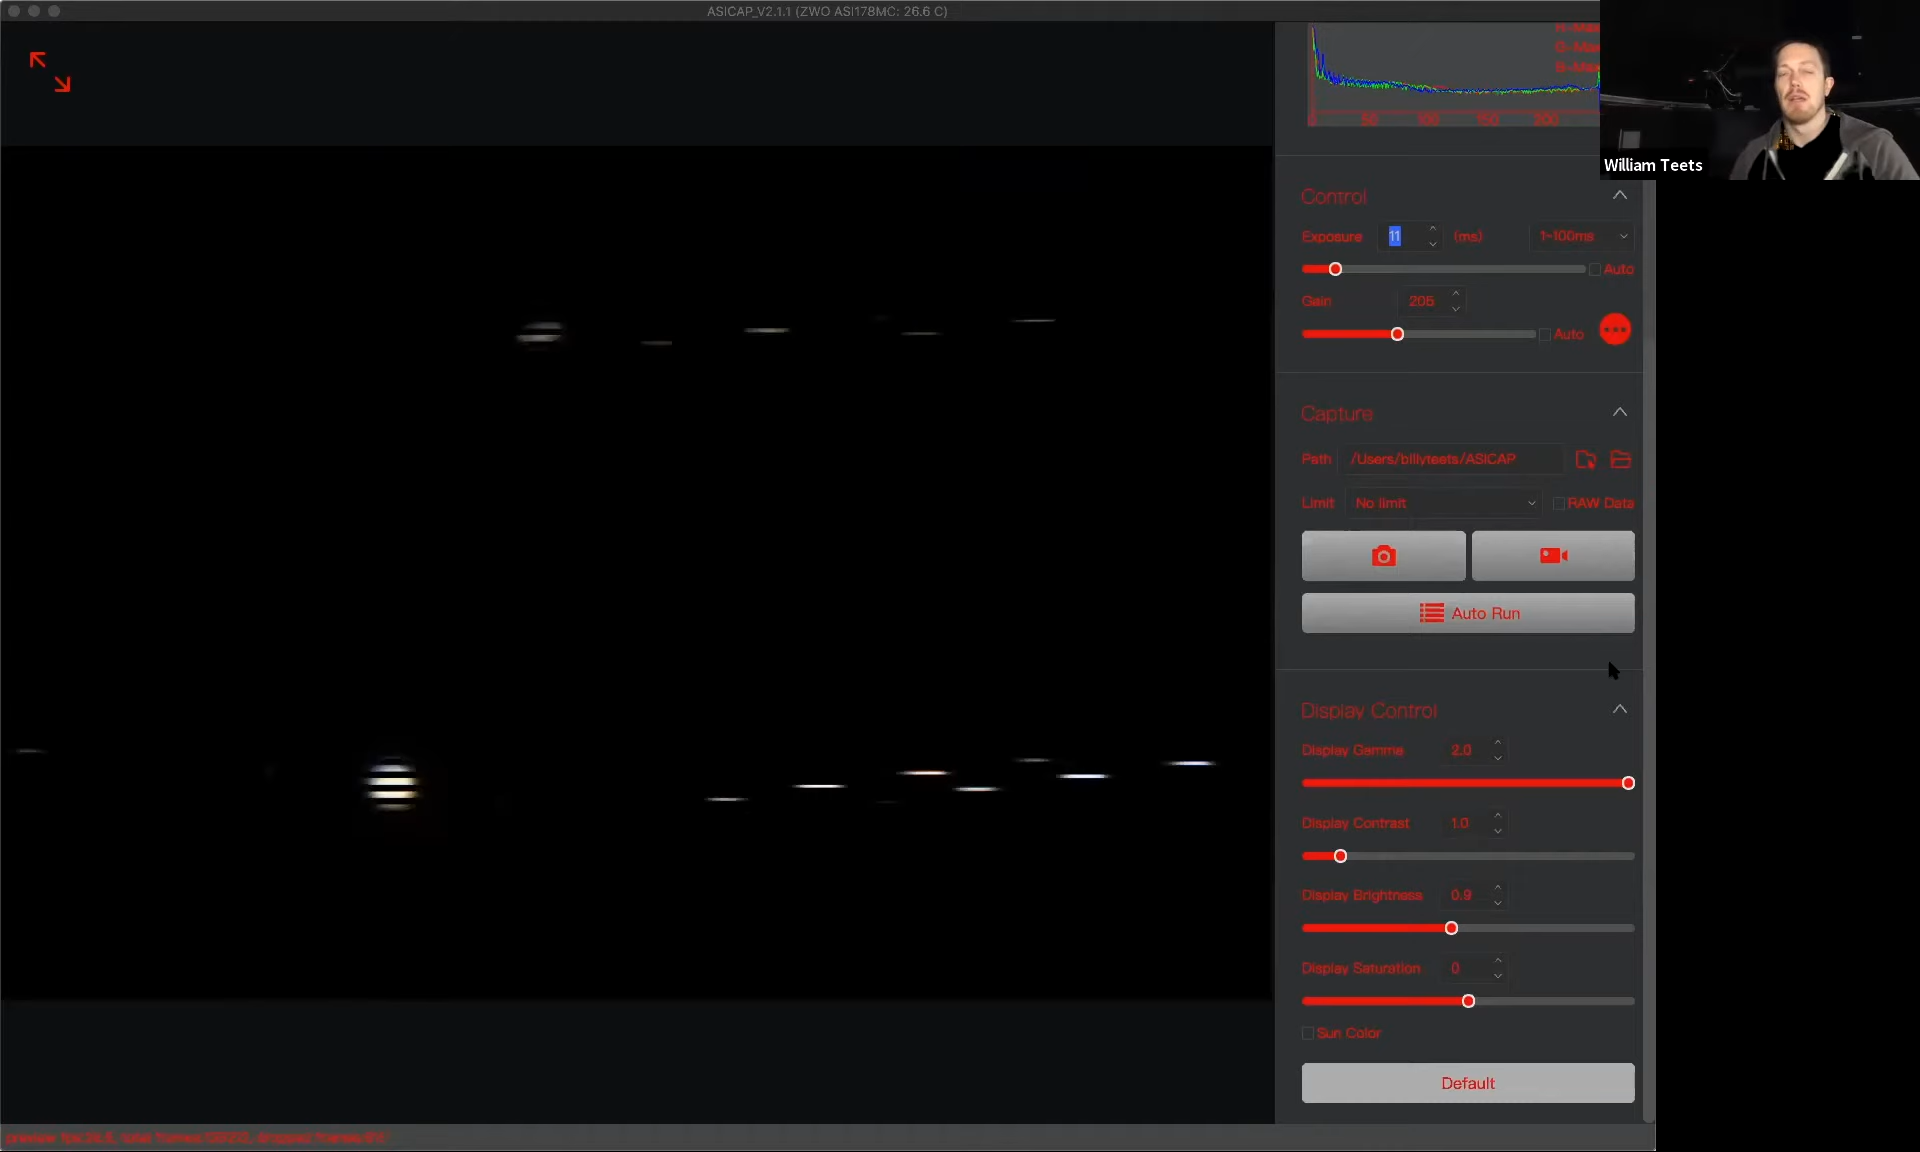 ASICAP_V2.1.1 (ZWO ASI178MC: 26.6 C)
0 50 100 150 200
William Teets
Control
Exposure 11 (ms) 1~100ms
Auto
Gain 205
Auto
Capture
Path /Users/billyteets/ASICAP
Limit No limit RAW Data
Auto Run
Display Control
Display Gamma 2.0
Display Contrast 1.0
Display Brightness 0.9
Display Saturation 0
Sun Color
Default